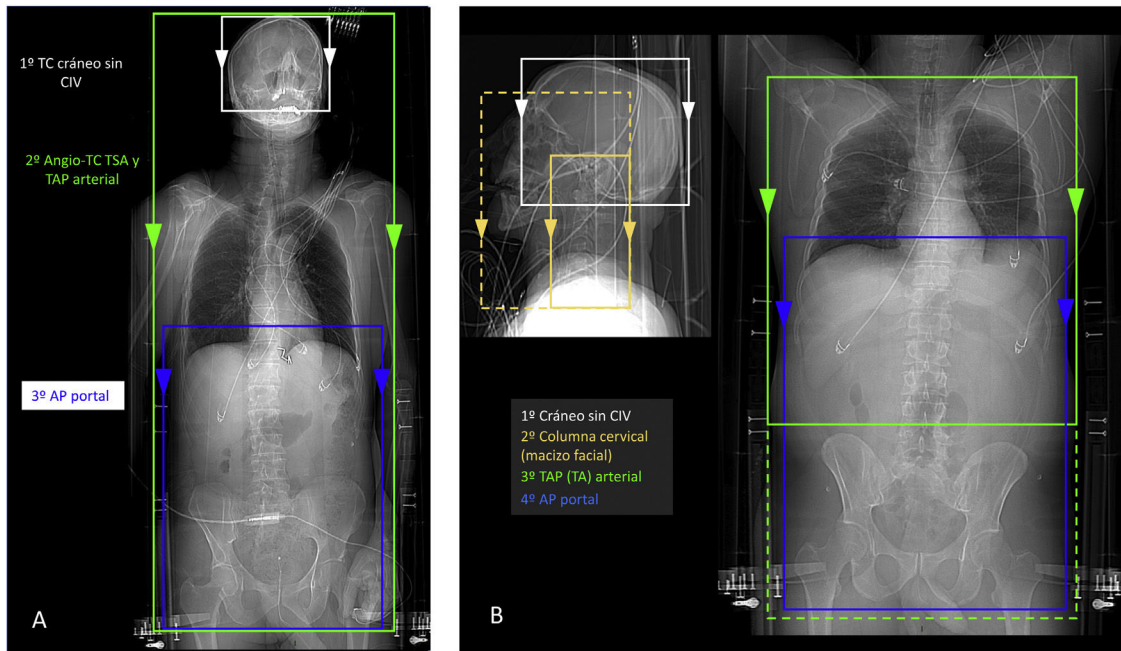 1º TC cráneo sin
CIV
2º Angio-TC TSA y
TAP arterial
3º AP portal
A
1º Cráneo sin CIV
2º Columna cervical
(macizo facial)
3º TAP (TA) arterial
4º AP portal
B